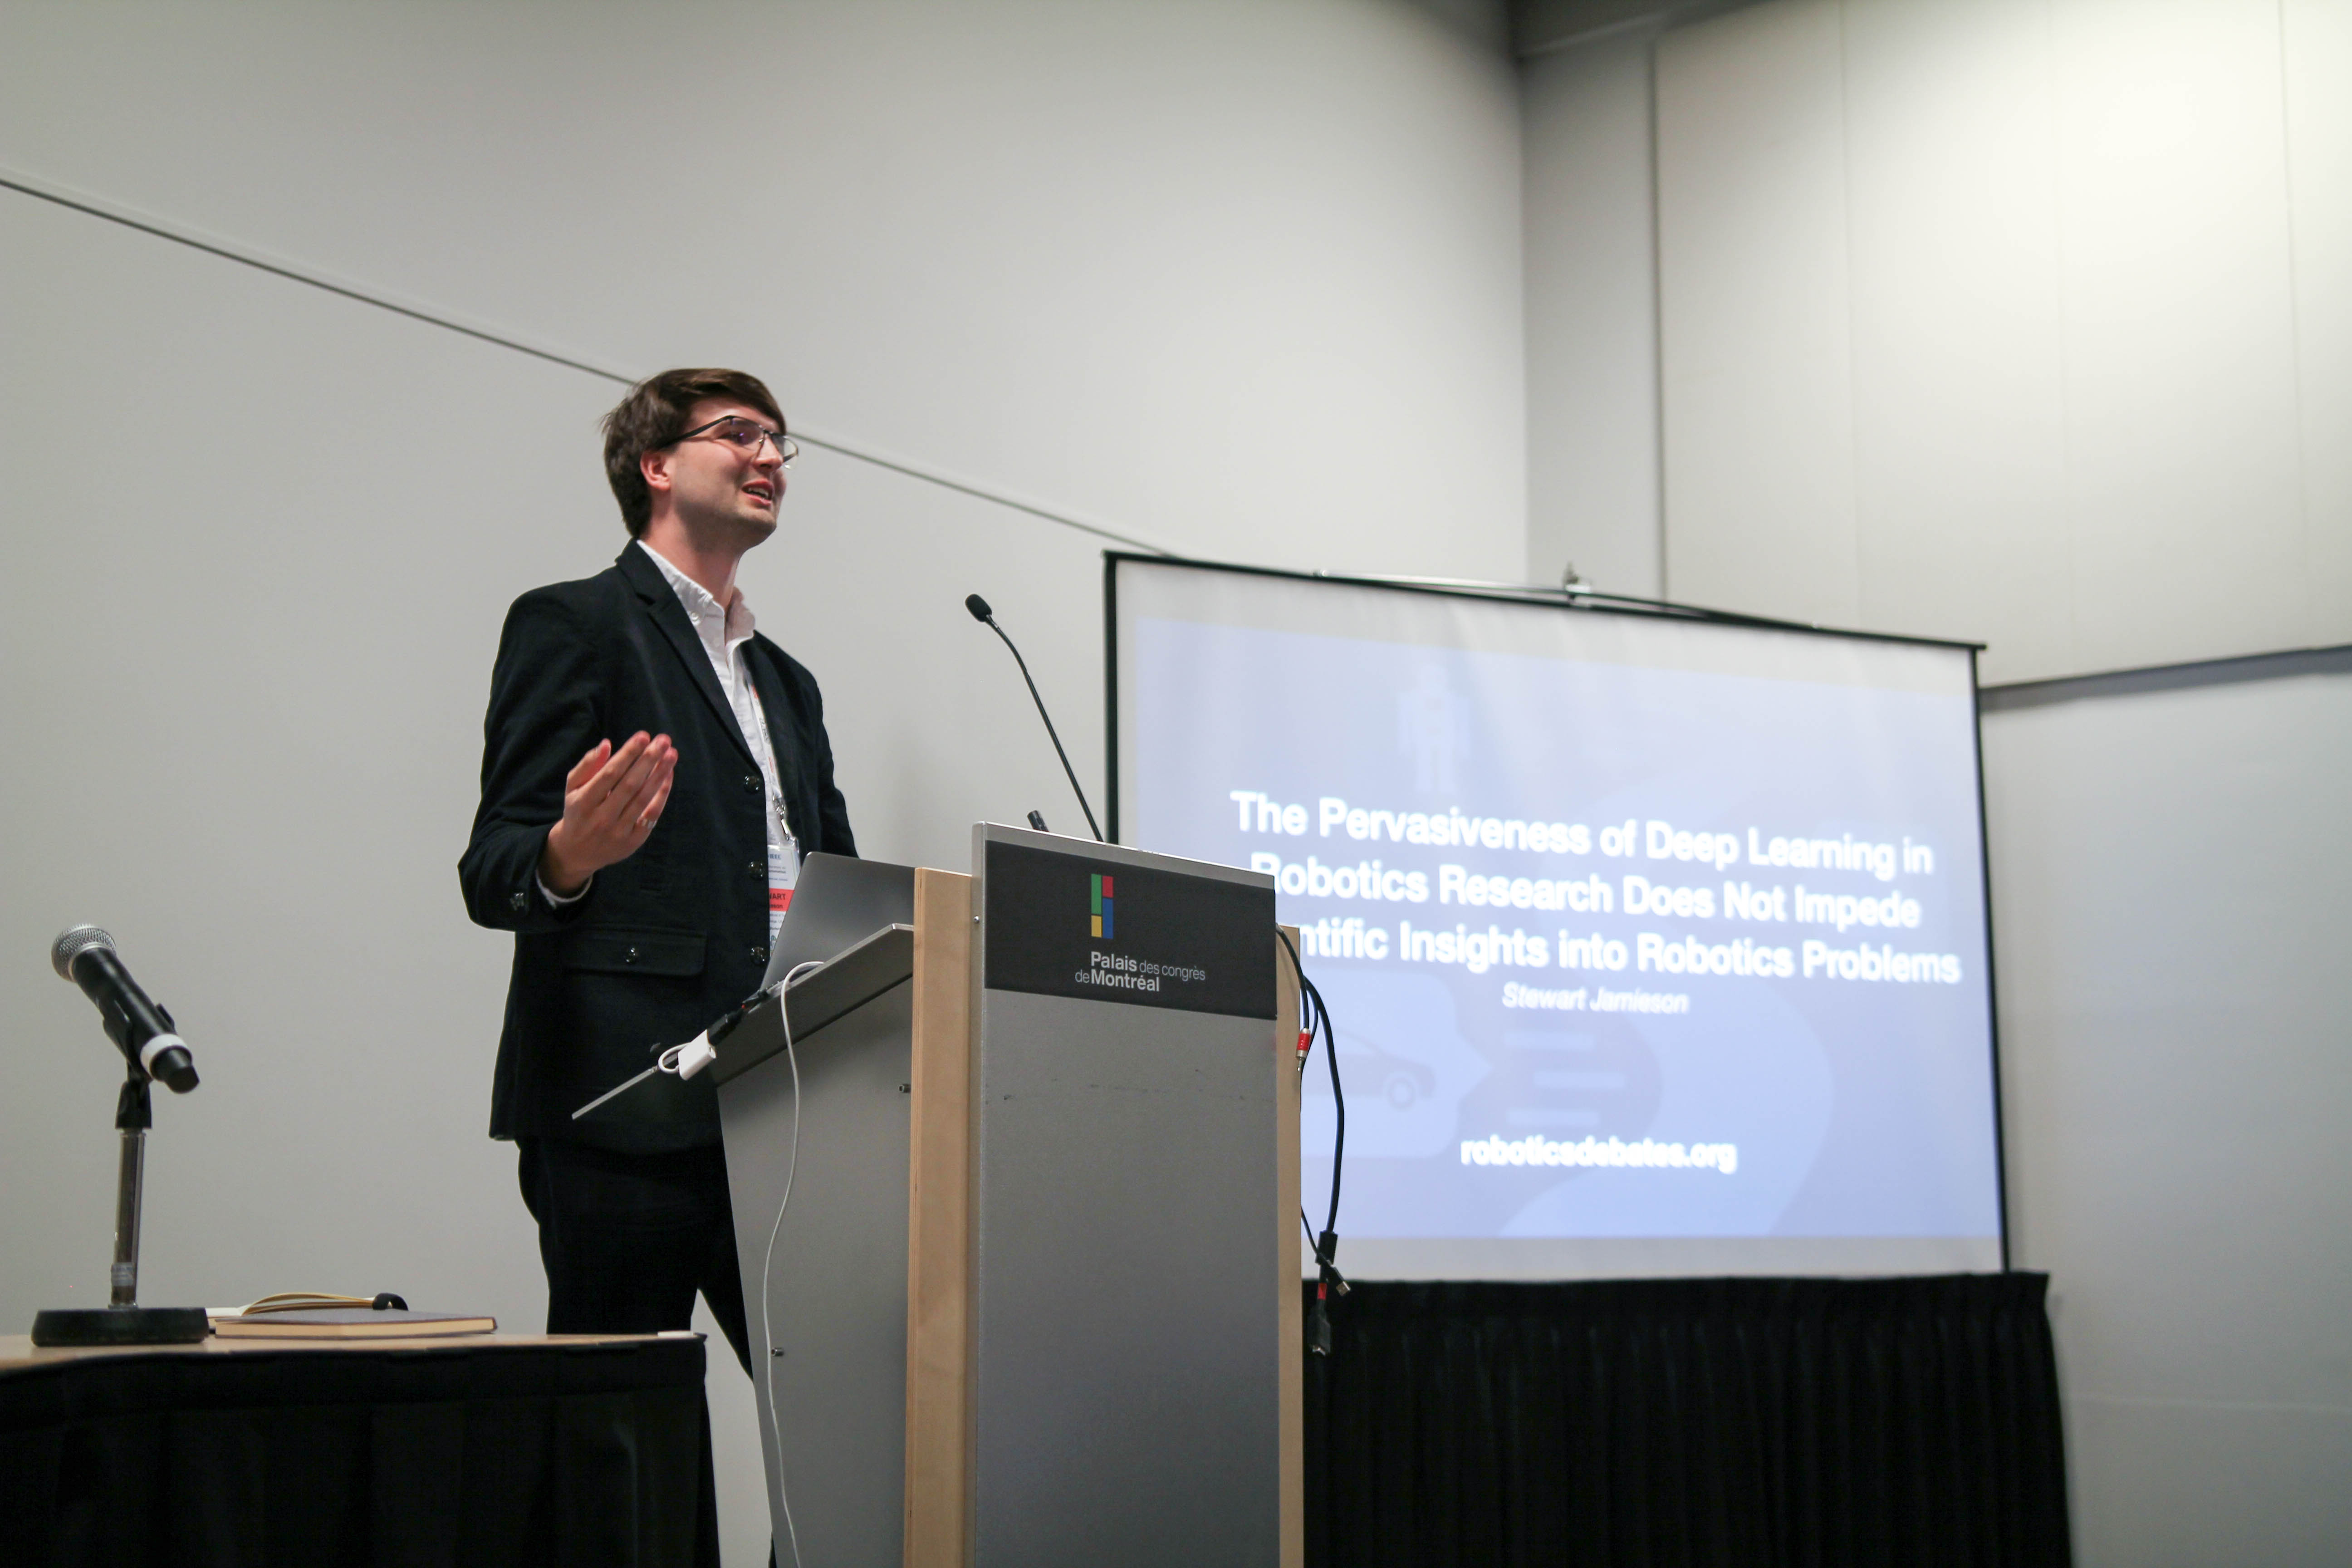 The Pervasiveness of Deep Learning in
Robotics Research Does Not Impede
ntific Insights into Robotics Problems
Stewart Jamieson
roboticsdebates.org
Palais des congrès
de Montréal